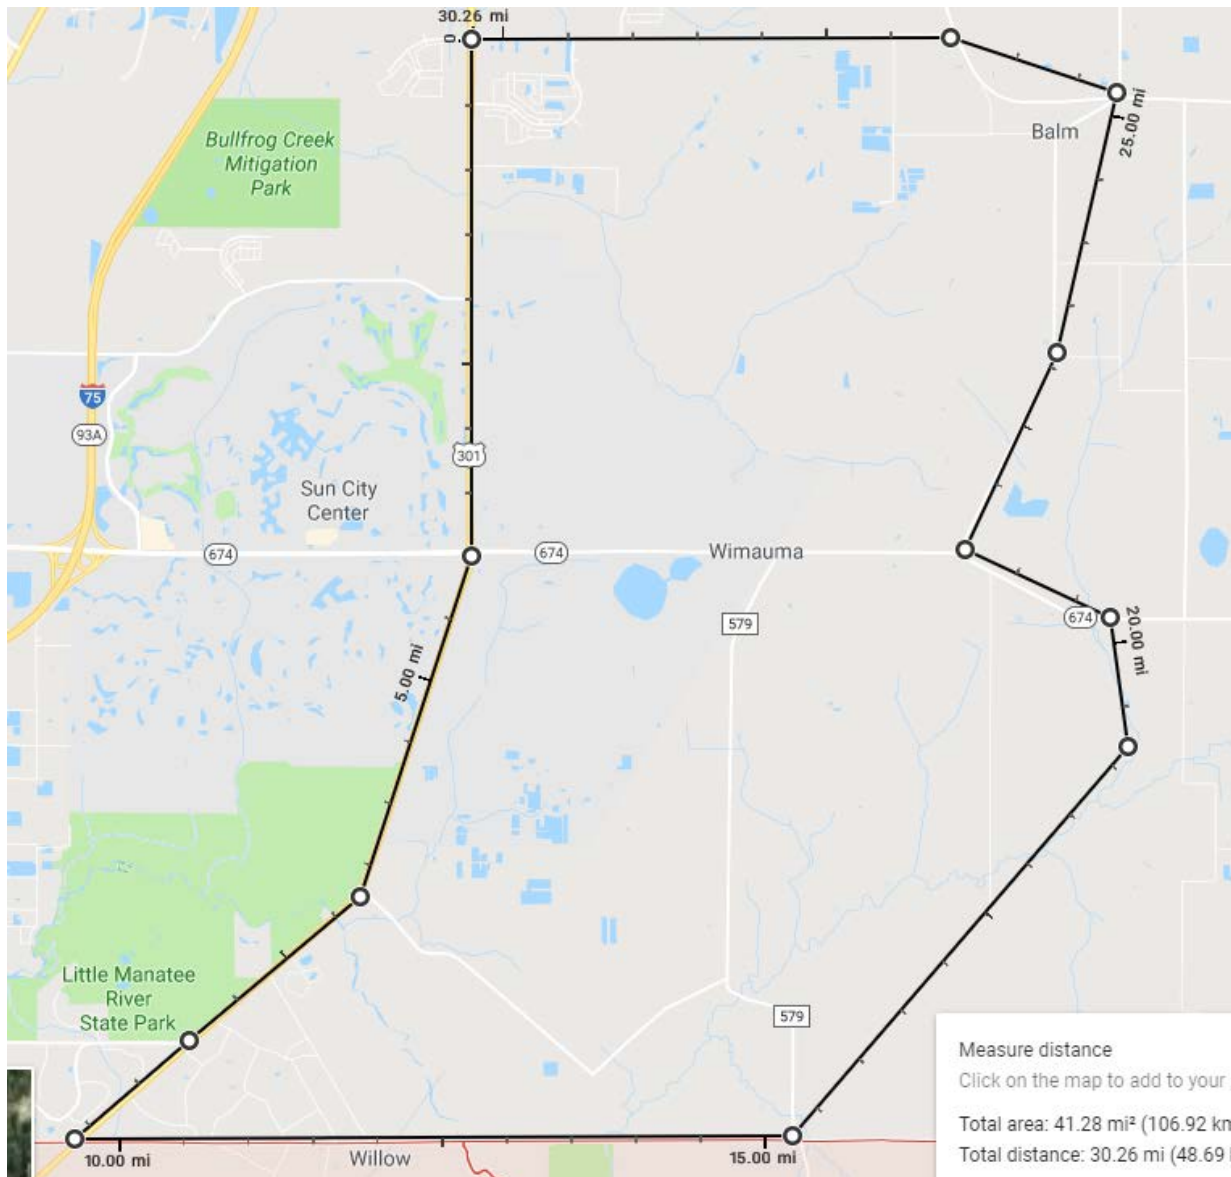 30.26 mi
0
Bullfrog Creek
Mitigation
Park
Balm
25.00 mi
75
93A
301
Sun City
Center
674
674
Wimauma
579
674
20.00 mi
5.00 mi
Little Manatee
River
State Park
579
10.00 mi
Willow
15.00 mi
Measure distance
Click on the map to add to your
Total area: 41.28 mi² (106.92 km
Total distance: 30.26 mi (48.69